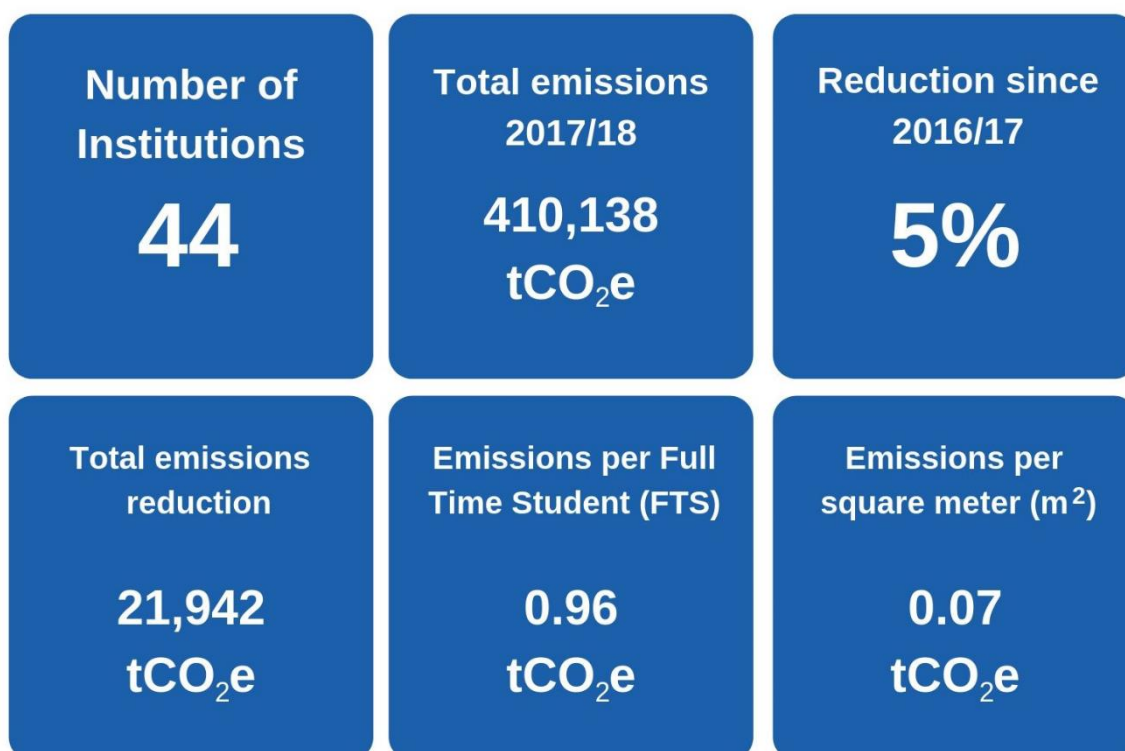 Number of
Institutions
44
Total emissions
2017/18
410,138
tCO₂e
Reduction since
2016/17
5%
Total emissions
reduction
21,942
tCO₂e
Emissions per Full
Time Student (FTS)
0.96
tCO₂e
Emissions per
square meter (m²)
0.07
tCO₂e